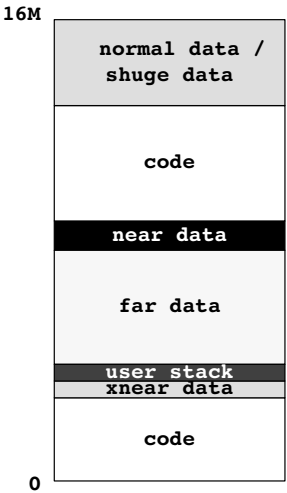 16M
normal data /
shuge data
code
near data
far data
user stack
xnear data
code
0